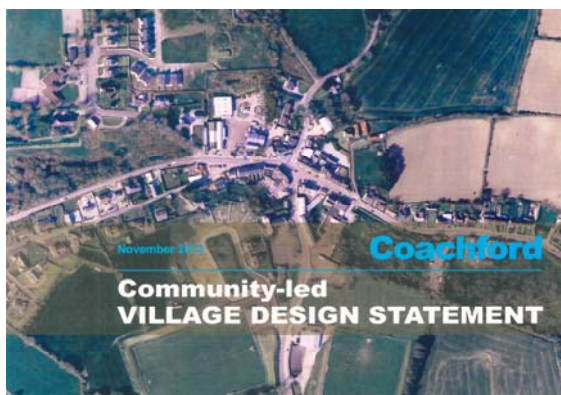 November
Coachford
Community-led
VILLAGE DESIGN STATEMENT